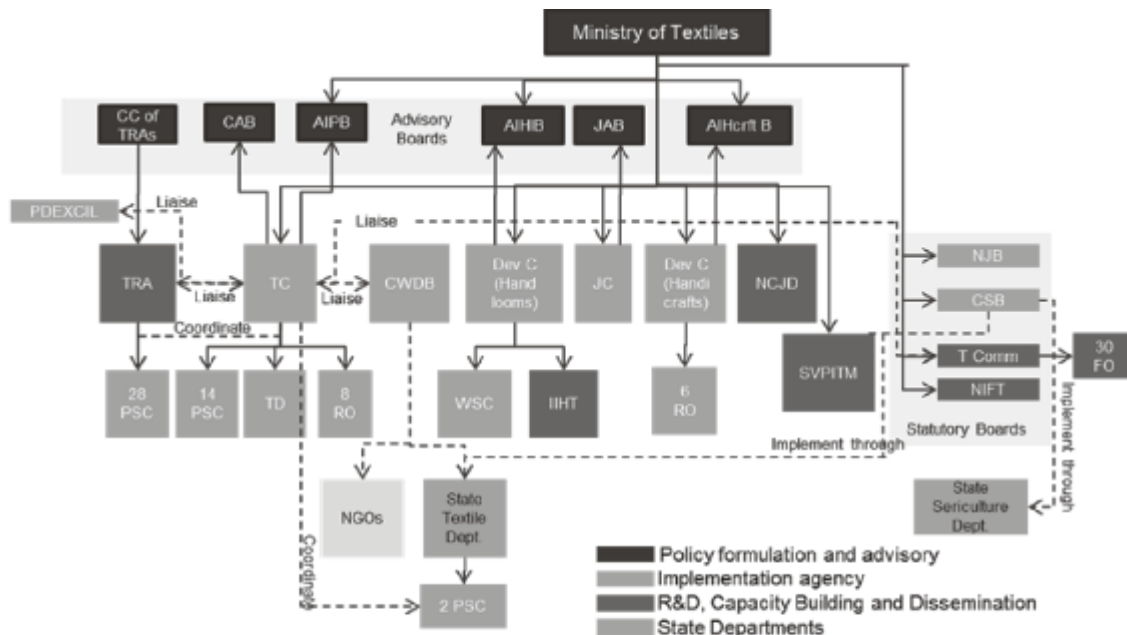 Ministry of Textiles
CC of
TRAs
CAB
AIPB
Advisory
Boards
AIHlB
JAB
AIHcrft B
PDEXCIL
Liaise
Liaise
TRA
Liaise
TC
Liaise
CWDB
Dev C
(Hand
looms)
JC
Dev C
(Handi
crafts)
NCJD
NJB
CSB
Coordinate
SVPITM
T Comm
30
FO
NIFT
28
PSC
14
PSC
TD
8
RO
WSC
IIHT
6
RO
Statutory Boards
Implement through
Implement through
NGOs
State
Textile
Dept.
State
Sericulture
Dept.
Coordinate
2 PSC
Policy formulation and advisory
Implementation agency
R&D, Capacity Building and Dissemination
State Departments